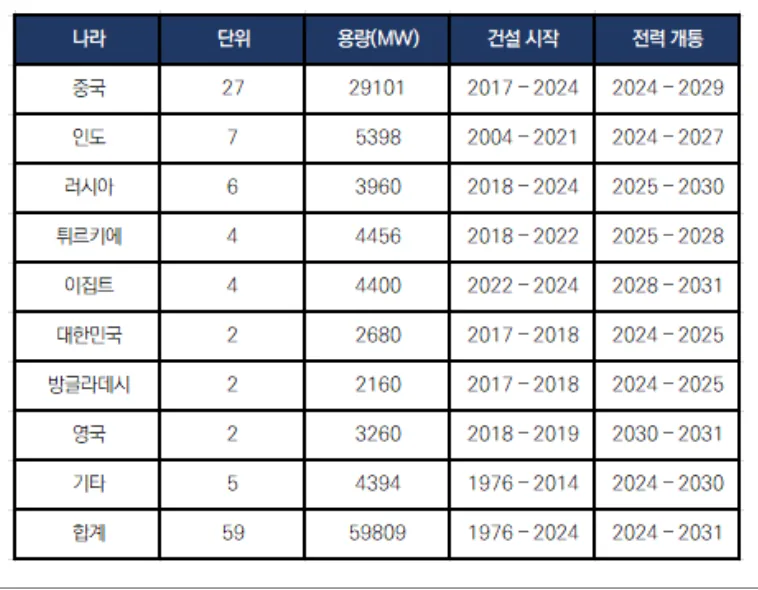 나라 단위 용량(MW) 건설 시작 전력 개통
중국 27 29101 2017 – 2024 2024 – 2029
인도 7 5398 2004 – 2021 2024 – 2027
러시아 6 3960 2018 – 2024 2025 – 2030
튀르키에 4 4456 2018 – 2022 2025 – 2028
이집트 4 4400 2022 – 2024 2028 – 2031
대한민국 2 2680 2017 – 2018 2024 – 2025
방글라데시 2 2160 2017 – 2018 2024 – 2025
영국 2 3260 2018 – 2019 2030 – 2031
기타 5 4394 1976 – 2014 2024 – 2030
합계 59 59809 1976 – 2024 2024 – 2031